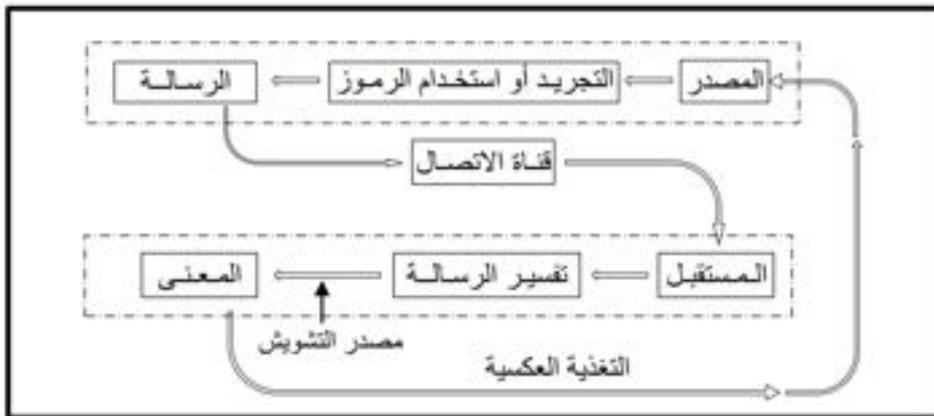 المصدر
التجريد أو استخدام الرموز
الرسالة
قناة الاتصال
المستقبل
تفسير الرسالة
المعنى
مصدر التشويش
التغذية العكسية